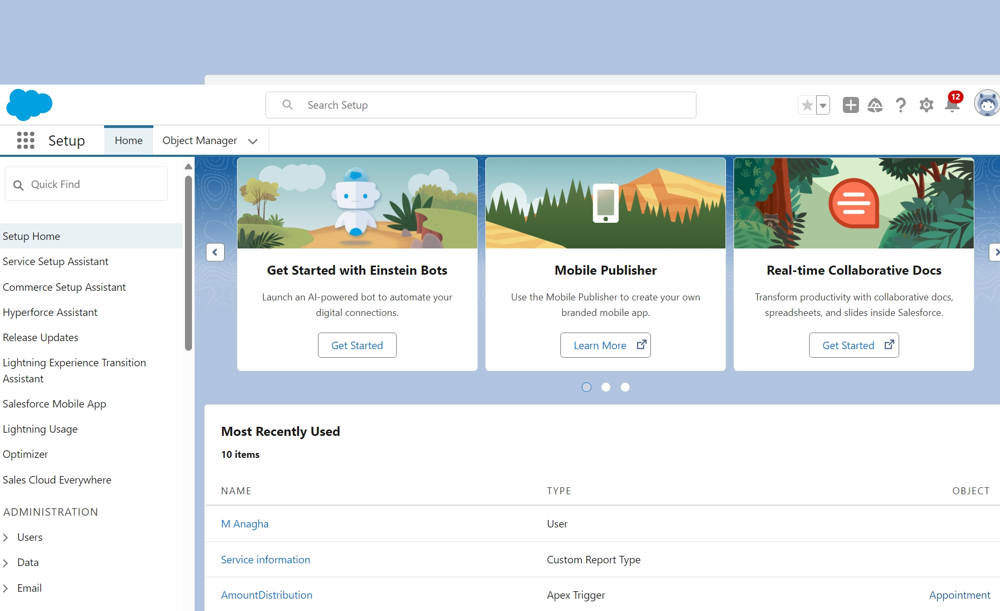 Search Setup
12
Setup
Home
Object Manager
Quick Find
Setup Home
Service Setup Assistant
Commerce Setup Assistant
Hyperforce Assistant
Release Updates
Lightning Experience Transition
Assistant
Salesforce Mobile App
Lightning Usage
Optimizer
Sales Cloud Everywhere
ADMINISTRATION
Users
Data
Email
Get Started with Einstein Bots
Launch an AI-powered bot to automate your
digital connections.
Get Started
Mobile Publisher
Use the Mobile Publisher to create your own
branded mobile app.
Learn More
Real-time Collaborative Docs
Transform productivity with collaborative docs,
spreadsheets, and slides inside Salesforce.
Get Started
Most Recently Used
10 items
NAME TYPE OBJECT
M Anagha User
Service information Custom Report Type
AmountDistribution Apex Trigger Appointment